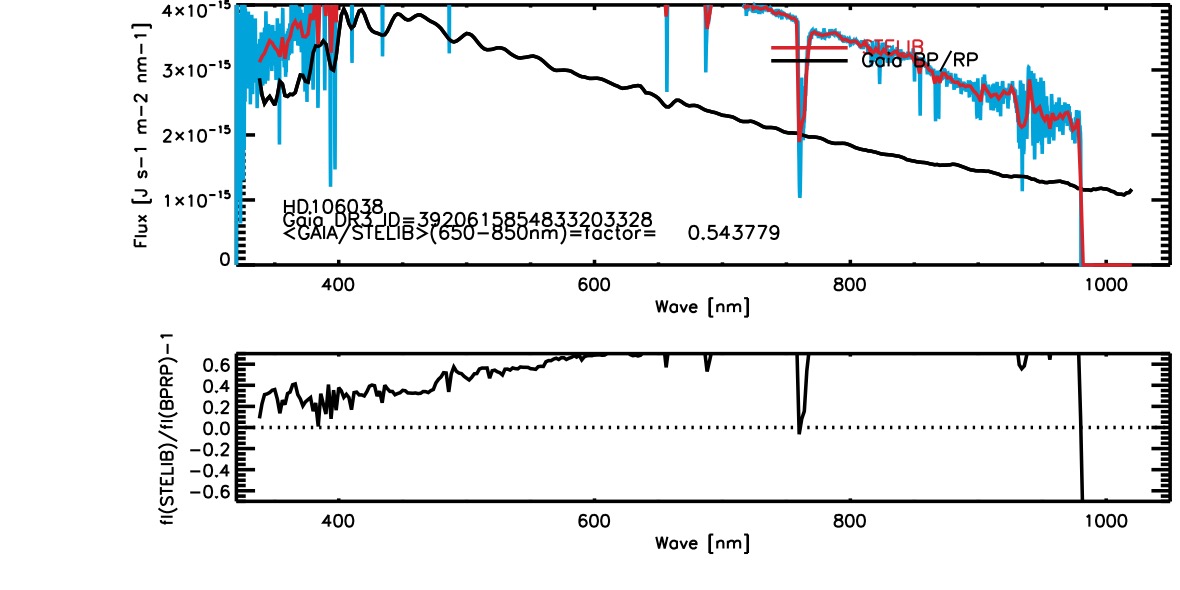 4×10⁻¹⁵
3×10⁻¹⁵
2×10⁻¹⁵
1×10⁻¹⁵
0
Flux [J s−1 m−2 nm−1]
STELIB
Gaia BP/RP
HD106038
Gaia DR3 ID=3920615854833203328
<GAIA/STELIB>(650−850nm)=factor= 0.543779
400 600 800 1000
Wave [nm]
0.6
0.4
0.2
0.0
−0.2
−0.4
−0.6
fl(STELIB)/fl(BPRP)−1
400 600 800 1000
Wave [nm]